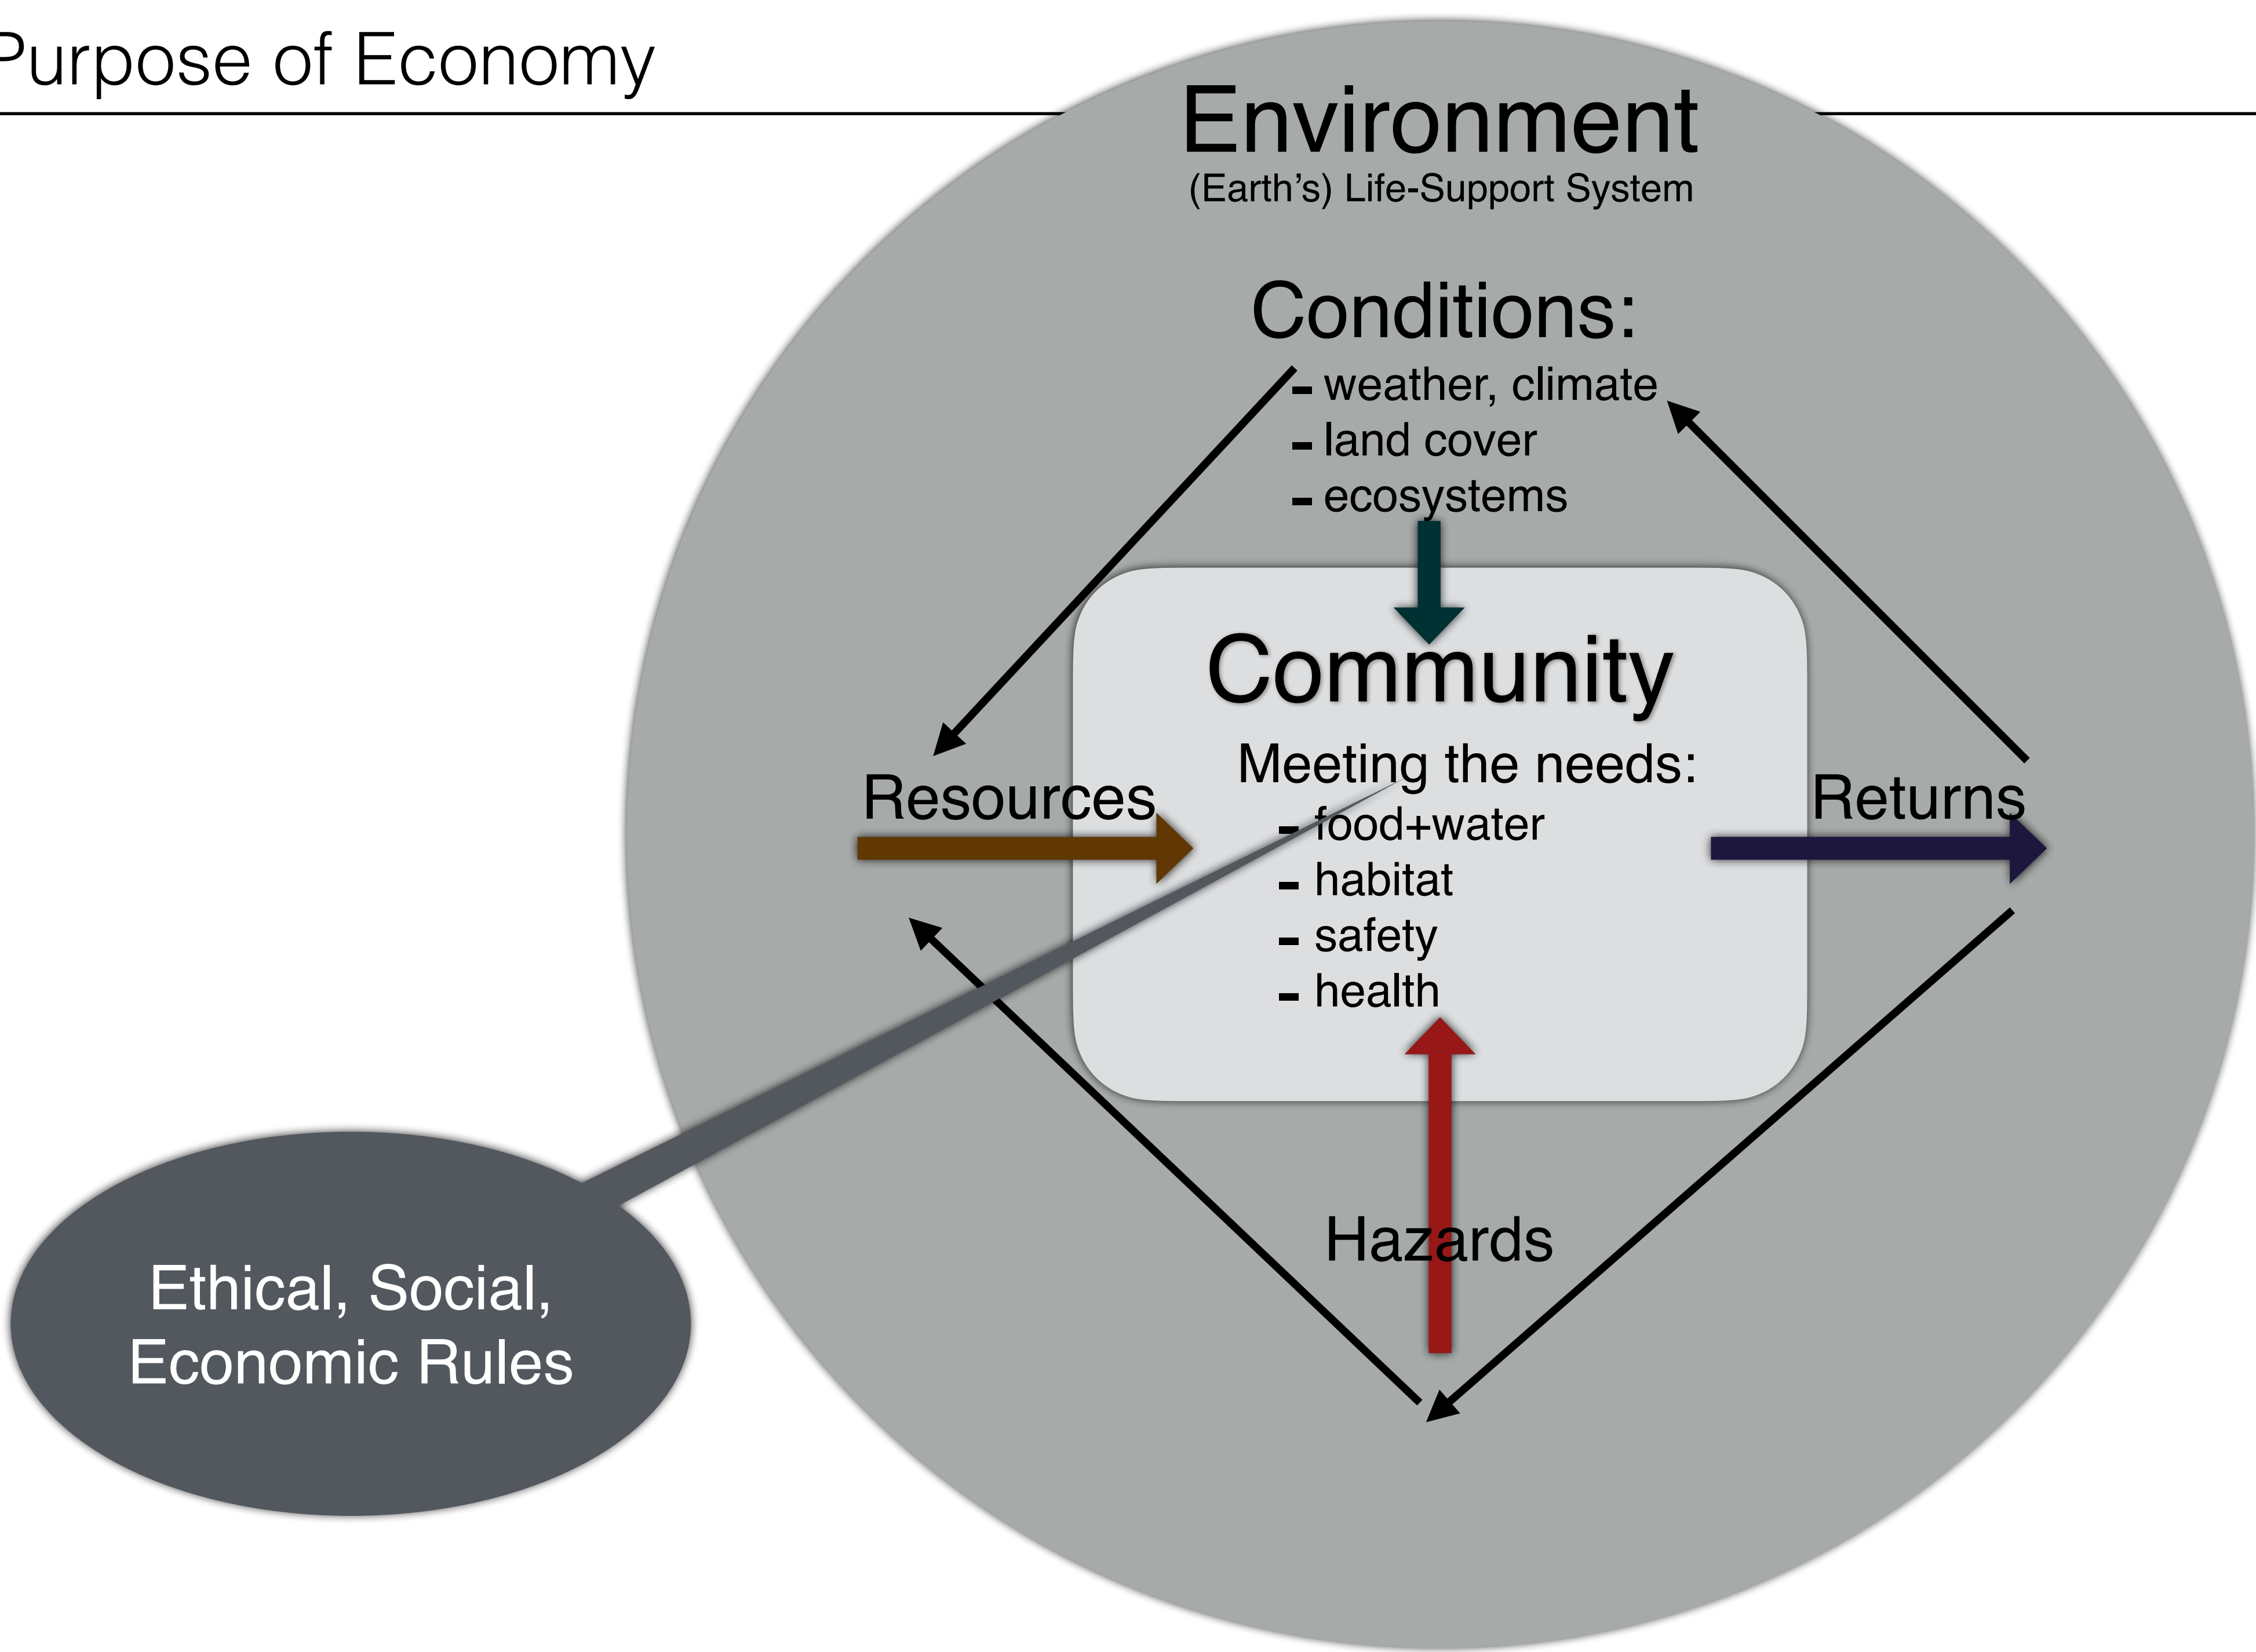 Purpose of Economy
Environment
(Earth’s) Life-Support System
Conditions:
- weather, climate
- land cover
- ecosystems
Community
Meeting the needs:
- food+water
- habitat
- safety
- health
Resources
Returns
Hazards
Ethical, Social,
Economic Rules